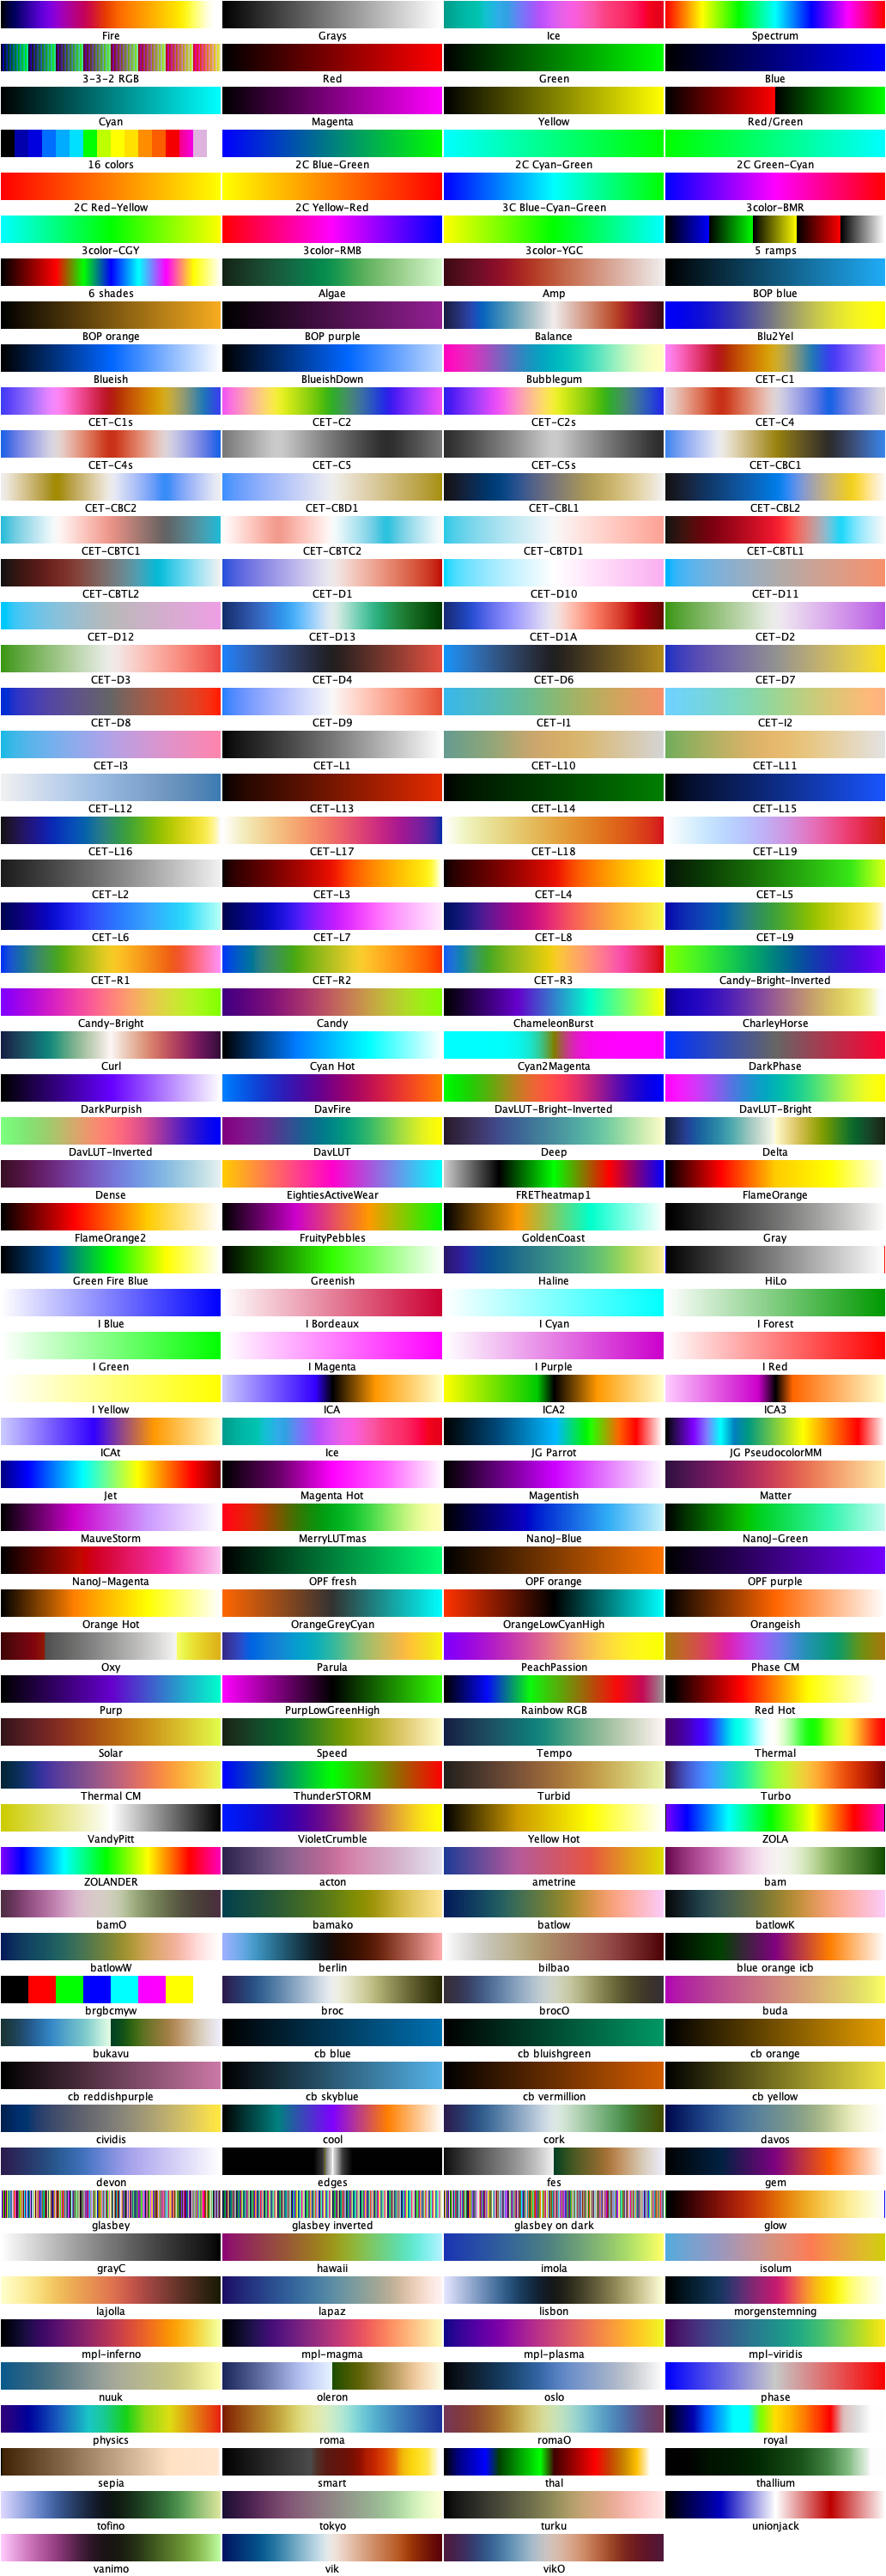 Fire Grays Ice Spectrum
3-3-2 RGB Red Green Blue
Cyan Magenta Yellow Red/Green
16 colors 2C Blue-Green 2C Cyan-Green 2C Green-Cyan
2C Red-Yellow 2C Yellow-Red 3C Blue-Cyan-Green 3color-BMR
3color-CGY 3color-RMB 3color-YGC 5 ramps
6 shades Algae Amp BOP blue
BOP orange BOP purple Balance Blu2Yel
Blueish BlueishDown Bubblegum CET-C1
CET-C1s CET-C2 CET-C2s CET-C4
CET-C4s CET-C5 CET-C5s CET-CBC1
CET-CBC2 CET-CBD1 CET-CBL1 CET-CBL2
CET-CBTC1 CET-CBTC2 CET-CBTD1 CET-CBTL1
CET-CBTL2 CET-D1 CET-D10 CET-D11
CET-D12 CET-D13 CET-D1A CET-D2
CET-D3 CET-D4 CET-D6 CET-D7
CET-D8 CET-D9 CET-I1 CET-I2
CET-I3 CET-L1 CET-L10 CET-L11
CET-L12 CET-L13 CET-L14 CET-L15
CET-L16 CET-L17 CET-L18 CET-L19
CET-L2 CET-L3 CET-L4 CET-L5
CET-L6 CET-L7 CET-L8 CET-L9
CET-R1 CET-R2 CET-R3 Candy-Bright-Inverted
Candy-Bright Candy ChameleonBurst CharleyHorse
Curl Cyan Hot Cyan2Magenta DarkPhase
DarkPurpish DavFire DavLUT-Bright-Inverted DavLUT-Bright
DavLUT-Inverted DavLUT Deep Delta
Dense EightiesActiveWear FRETheatmap1 FlameOrange
FlameOrange2 FruityPebbles GoldenCoast Gray
Green Fire Blue Greenish Haline HiLo
I Blue I Bordeaux I Cyan I Forest
I Green I Magenta I Purple I Red
I Yellow ICA ICA2 ICA3
ICAt Ice JG Parrot JG PseudocolorMM
Jet Magenta Hot Magentish Matter
MauveStorm MerryLUTmas NanoJ-Blue NanoJ-Green
NanoJ-Magenta OPF fresh OPF orange OPF purple
Orange Hot OrangeGreyCyan OrangeLowCyanHigh Orangeish
Oxy Parula PeachPassion Phase CM
Purp PurpLowGreenHigh Rainbow RGB Red Hot
Solar Speed Tempo Thermal
Thermal CM ThunderSTORM Turbid Turbo
VandyPitt VioletCrumble Yellow Hot ZOLA
ZOLANDER acton ametrine bam
bamO bamako batlow batlowK
batlowW berlin bilbao blue orange icb
brgbcmyw broc brocO buda
bukavu cb blue cb bluishgreen cb orange
cb reddishpurple cb skyblue cb vermillion cb yellow
cividis cool cork davos
devon edges fes gem
glasbey glasbey inverted glasbey on dark glow
grayC hawaii imola isolum
lajolla lapaz lisbon morgenstemning
mpl-inferno mpl-magma mpl-plasma mpl-viridis
nuuk oleron oslo phase
physics roma romaO royal
sepia smart thal thallium
tofino tokyo turku unionjack
vanimo vik vikO